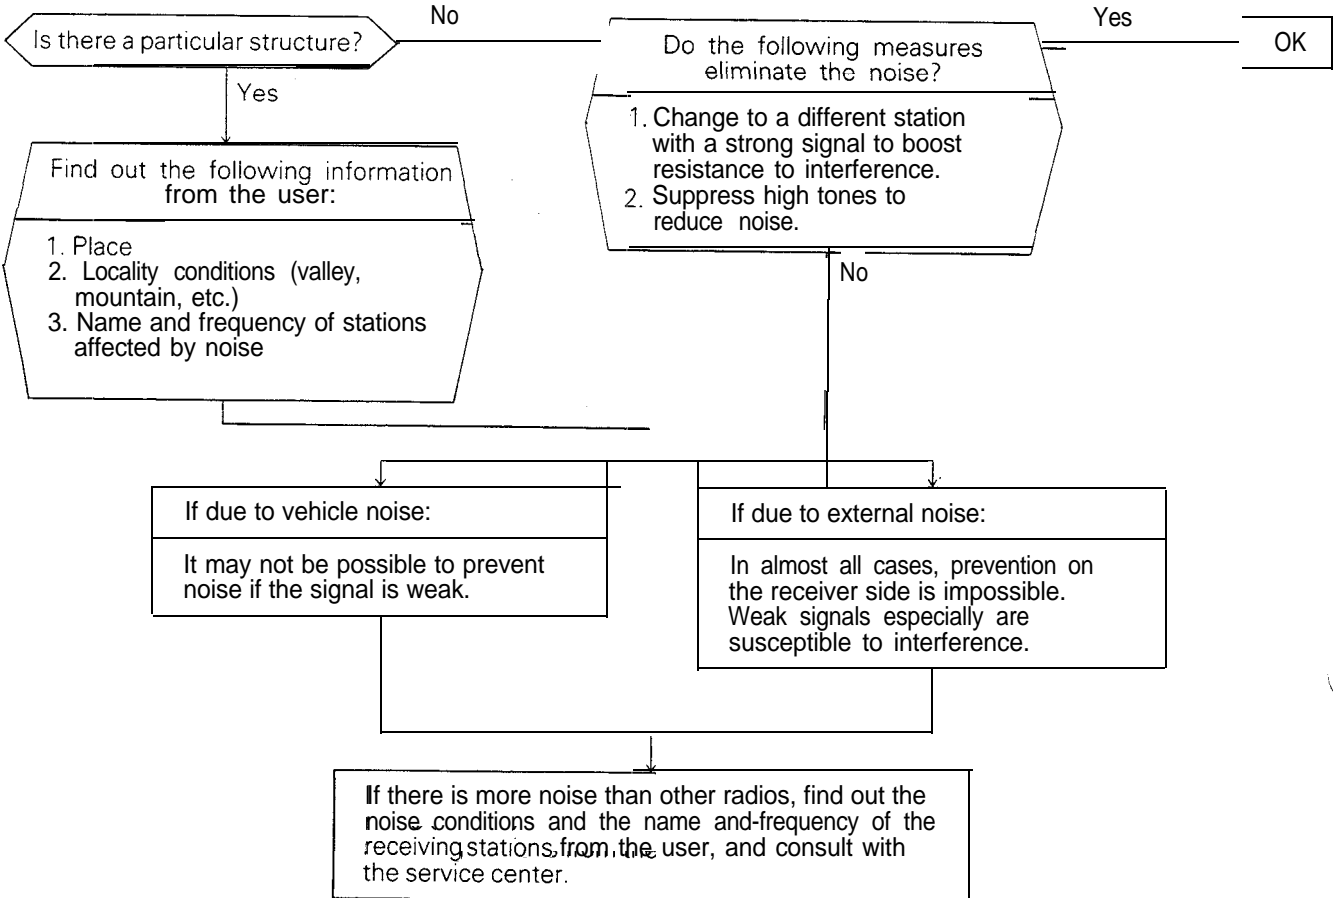 No
Yes
Is there a particular structure?
Do the following measures
eliminate the noise?
OK
Yes
1. Change to a different station
with a strong signal to boost
resistance to interference.
2. Suppress high tones to
reduce noise.
Find out the following information
from the user:
1. Place
2. Locality conditions (valley,
mountain, etc.)
3. Name and frequency of stations
affected by noise
No
If due to vehicle noise:
It may not be possible to prevent
noise if the signal is weak.
If due to external noise:
In almost all cases, prevention on
the receiver side is impossible.
Weak signals especially are
susceptible to interference.
If there is more noise than other radios, find out the
noise conditions and the name and-frequency of the
receiving stations from the user, and consult with
the service center.